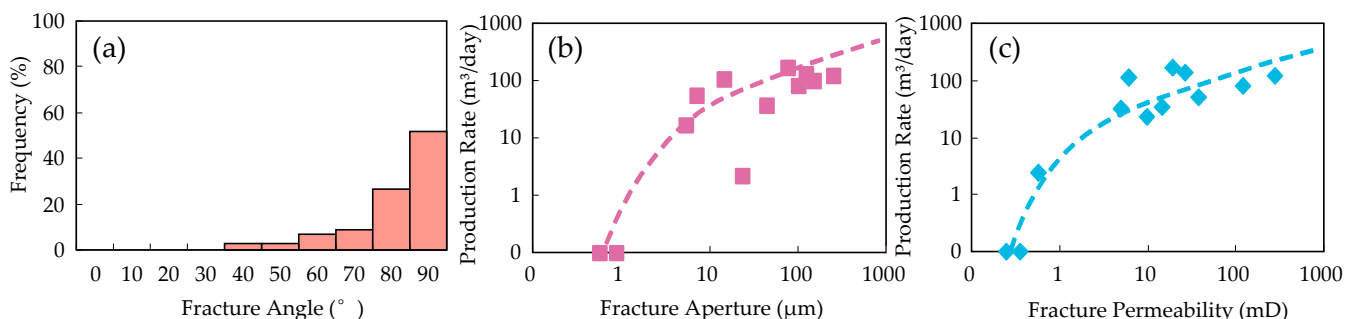 (a)
Frequency (%)
100
80
60
40
20
0
0 10 20 30 40 50 60 70 80 90
Fracture Angle (°)
(b)
Production Rate (m³/day)
1000
100
10
1
0
0 1 10 100 1000
Fracture Aperture (μm)
(c)
Production Rate (m³/day)
1000
100
10
1
0
0 1 10 100 1000
Fracture Permeability (mD)